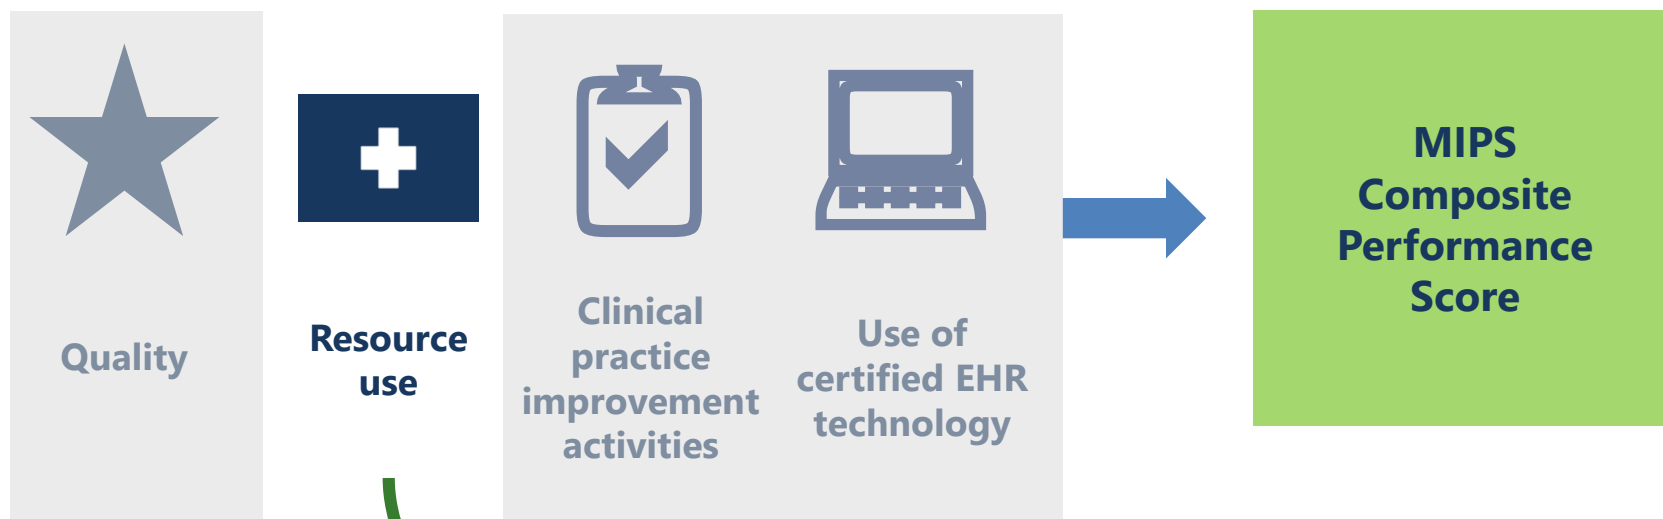 Quality
Resource
use
Clinical
practice
improvement
activities
Use of
certified EHR
technology
MIPS
Composite
Performance
Score